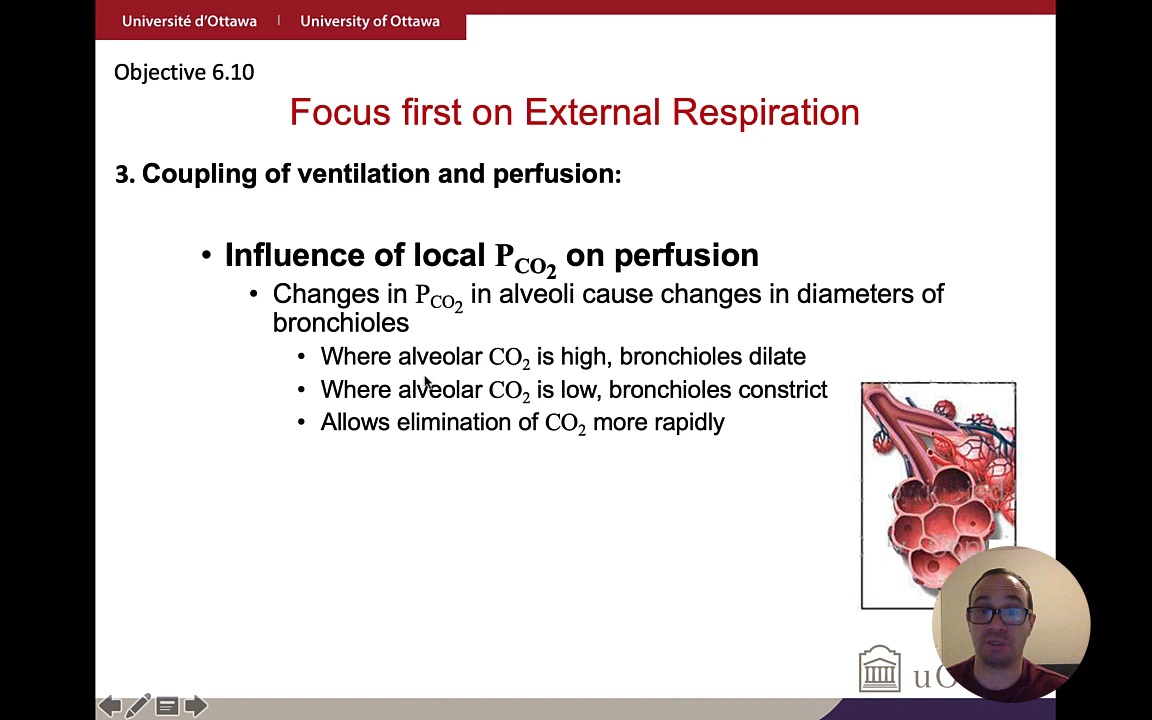 Université d'Ottawa | University of Ottawa
Objective 6.10
Focus first on External Respiration
3. Coupling of ventilation and perfusion:
• Influence of local P_CO₂ on perfusion
• Changes in P_CO₂ in alveoli cause changes in diameters of
bronchioles
• Where alveolar CO₂ is high, bronchioles dilate
• Where alveolar CO₂ is low, bronchioles constrict
• Allows elimination of CO₂ more rapidly